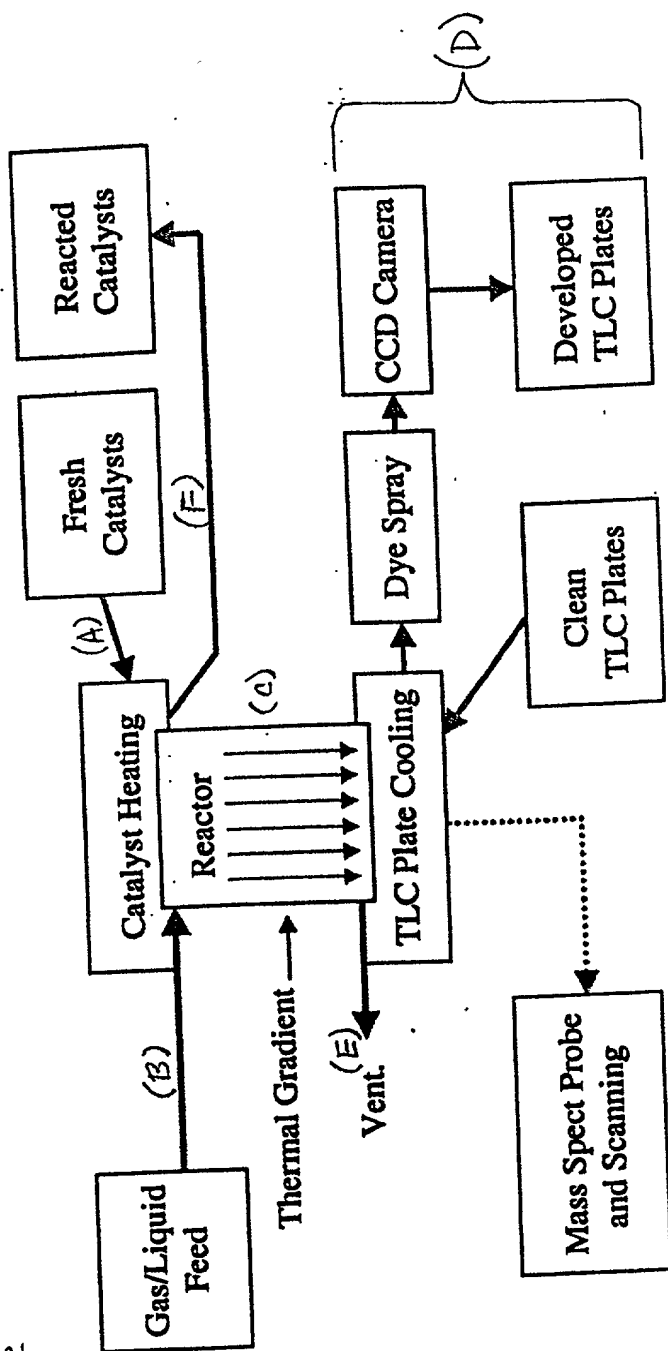 Gas/Liquid
Feed
(B)
Catalyst Heating
(A)
Fresh
Catalysts
Reacted
Catalysts
(F)
Reactor
(C)
Thermal Gradient
(E)
Vent.
TLC Plate Cooling
Dye Spray
CCD Camera
(D)
Mass Spect Probe
and Scanning
Clean
TLC Plates
Developed
TLC Plates